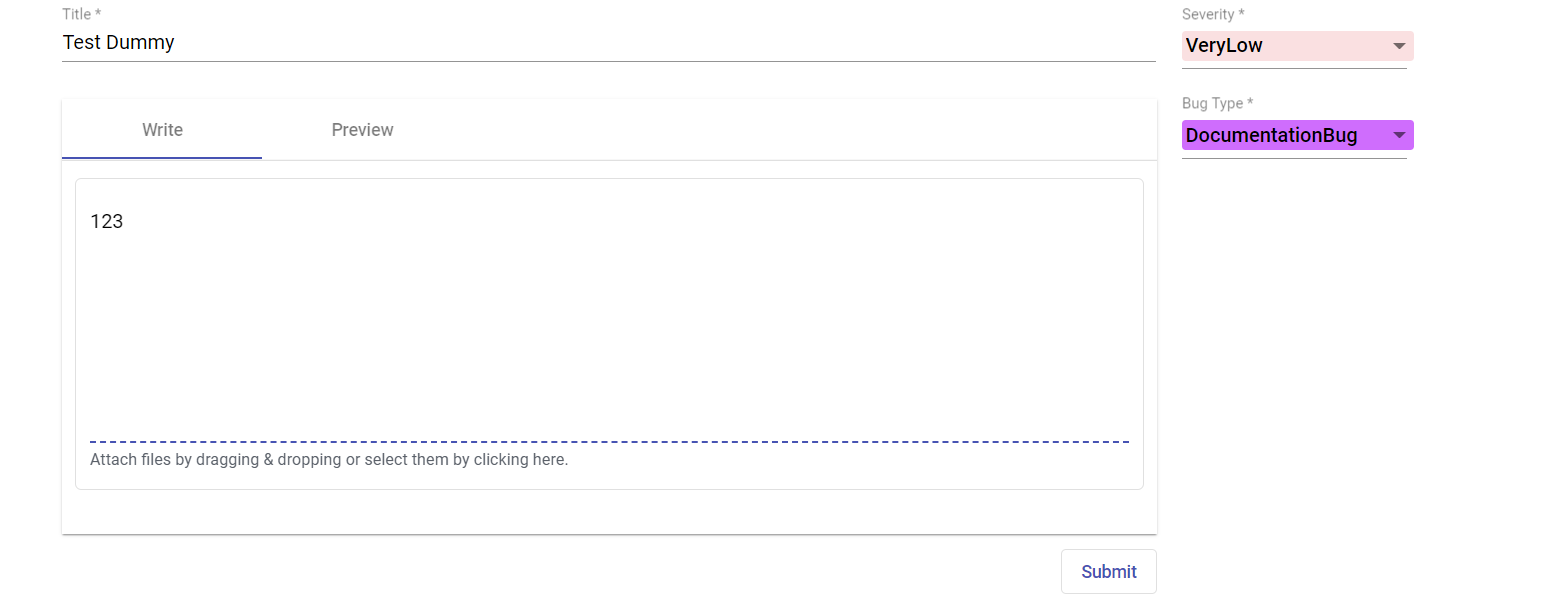 Title *
Test Dummy
Severity *
VeryLow
Bug Type *
DocumentationBug
Write
Preview
123
Attach files by dragging & dropping or select them by clicking here.
Submit